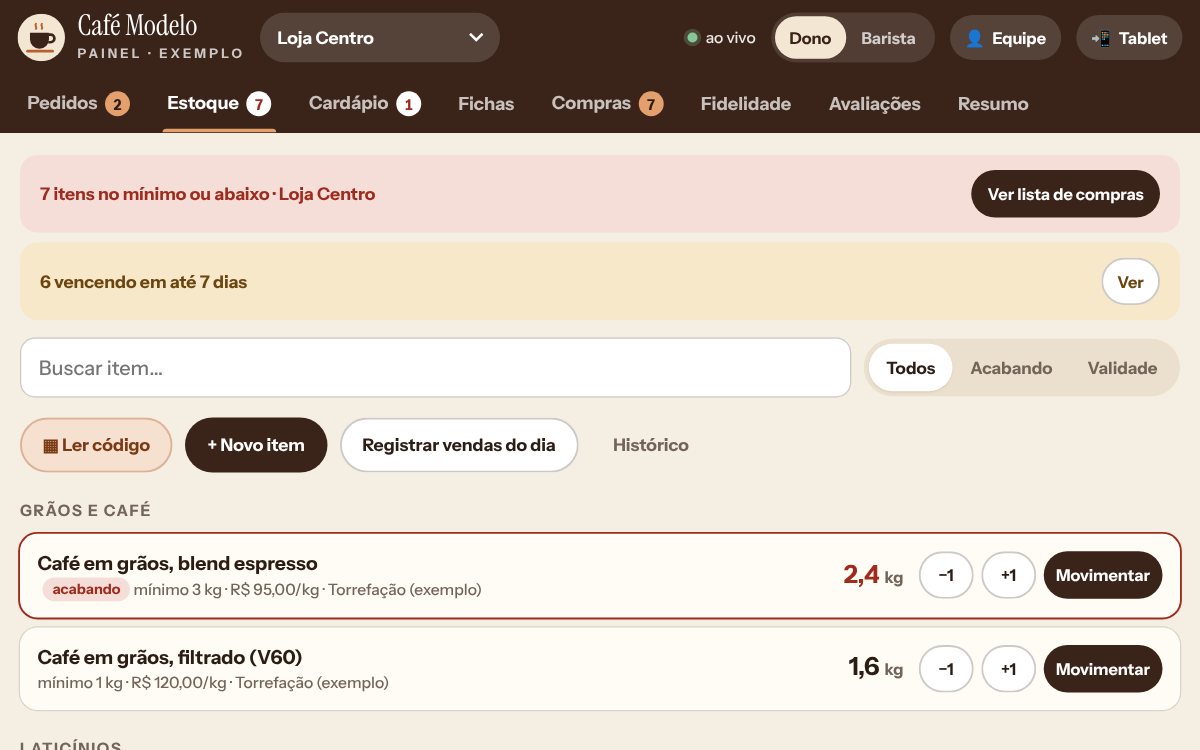 Café Modelo
PAINEL · EXEMPLO
Loja Centro
ao vivo
Dono
Barista
Equipe
Tablet
Pedidos 2
Estoque 7
Cardápio 1
Fichas
Compras 7
Fidelidade
Avaliações
Resumo
7 itens no mínimo ou abaixo · Loja Centro
Ver lista de compras
6 vencendo em até 7 dias
Ver
Buscar item...
Todos
Acabando
Validade
Ler código
+ Novo item
Registrar vendas do dia
Histórico
GRÃOS E CAFÉ
Café em grãos, blend espresso
acabando mínimo 3 kg · R$ 95,00/kg · Torrefação (exemplo)
2,4 kg
−1
+1
Movimentar
Café em grãos, filtrado (V60)
mínimo 1 kg · R$ 120,00/kg · Torrefação (exemplo)
1,6 kg
−1
+1
Movimentar
LATICÍNIOS